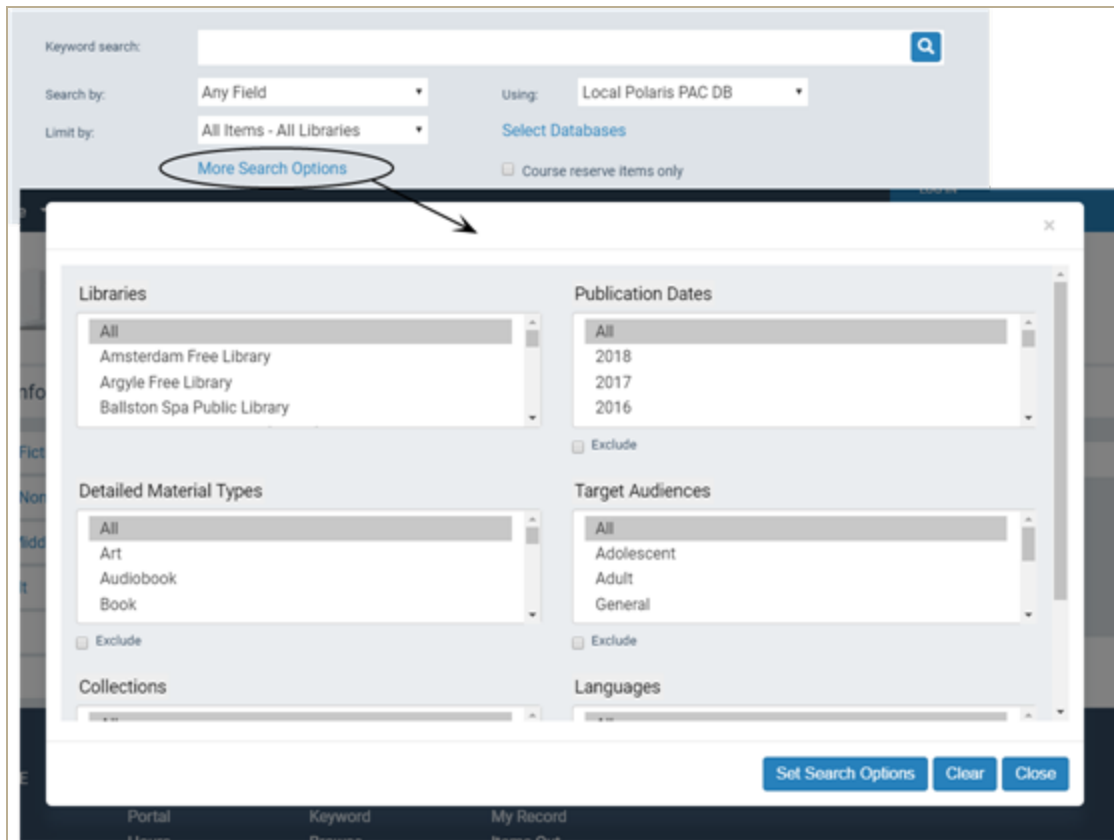 Keyword search:
Search by: Any Field Using: Local Polaris PAC DB
Limit by: All Items - All Libraries Select Databases
More Search Options Course reserve items only
×
Libraries
All
Amsterdam Free Library
Argyle Free Library
Ballston Spa Public Library
Publication Dates
All
2018
2017
2016
Exclude
Detailed Material Types
All
Art
Audiobook
Book
Exclude
Target Audiences
All
Adolescent
Adult
General
Exclude
Collections
Languages
Set Search Options Clear Close
Portal Keyword My Record